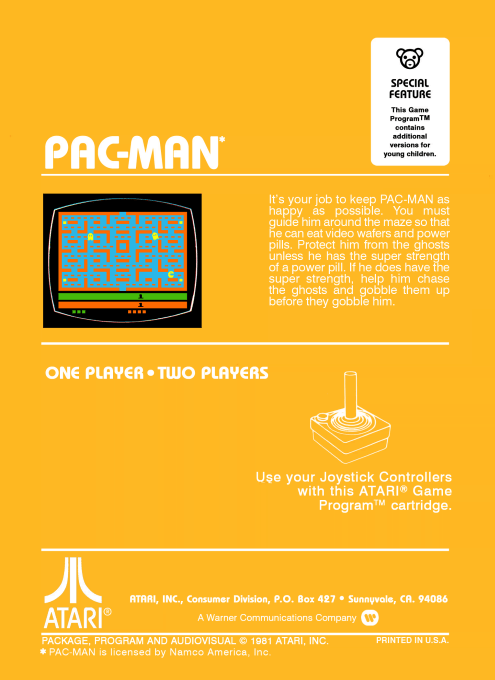 SPECIAL
FEATURE
This Game
Program™
contains
additional
versions for
young children.
PAC-MAN*
It's your job to keep PAC-MAN as
happy as possible. You must
guide him around the maze so that
he can eat video wafers and power
pills. Protect him from the ghosts
unless he has the super strength
of a power pill. If he does have the
super strength, help him chase
the ghosts and gobble them up
before they gobble him.
ONE PLAYER • TWO PLAYERS
Use your Joystick Controllers
with this ATARI® Game
Program™ cartridge.
ATARI®
ATARI, INC., Consumer Division, P.O. Box 427 • Sunnyvale, CA. 94086
A Warner Communications Company
PACKAGE, PROGRAM AND AUDIOVISUAL © 1981 ATARI, INC.
PRINTED IN U.S.A.
* PAC-MAN is licensed by Namco America, Inc.